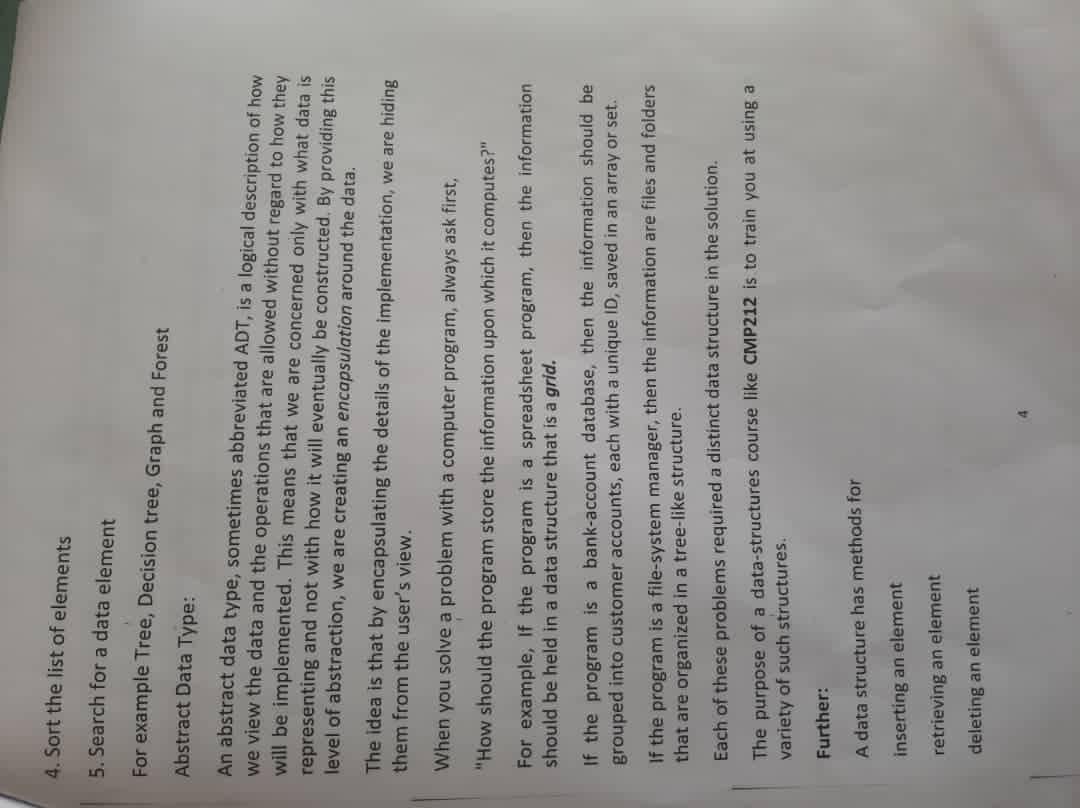 4. Sort the list of elements
5. Search for a data element
For example Tree, Decision tree, Graph and Forest
Abstract Data Type:
An abstract data type, sometimes abbreviated ADT, is a logical description of how
we view the data and the operations that are allowed without regard to how they
will be implemented. This means that we are concerned only with what data is
representing and not with how it will eventually be constructed. By providing this
level of abstraction, we are creating an encapsulation around the data.
The idea is that by encapsulating the details of the implementation, we are hiding
them from the user's view.
When you solve a problem with a computer program, always ask first,
"How should the program store the information upon which it computes?"
For example, If the program is a spreadsheet program, then the information
should be held in a data structure that is a grid.
If the program is a bank-account database, then the information should be
grouped into customer accounts, each with a unique ID, saved in an array or set.
If the program is a file-system manager, then the information are files and folders
that are organized in a tree-like structure.
Each of these problems required a distinct data structure in the solution.
The purpose of a data-structures course like CMP212 is to train you at using a
variety of such structures.
Further:
A data structure has methods for
inserting an element
retrieving an element
deleting an element
4